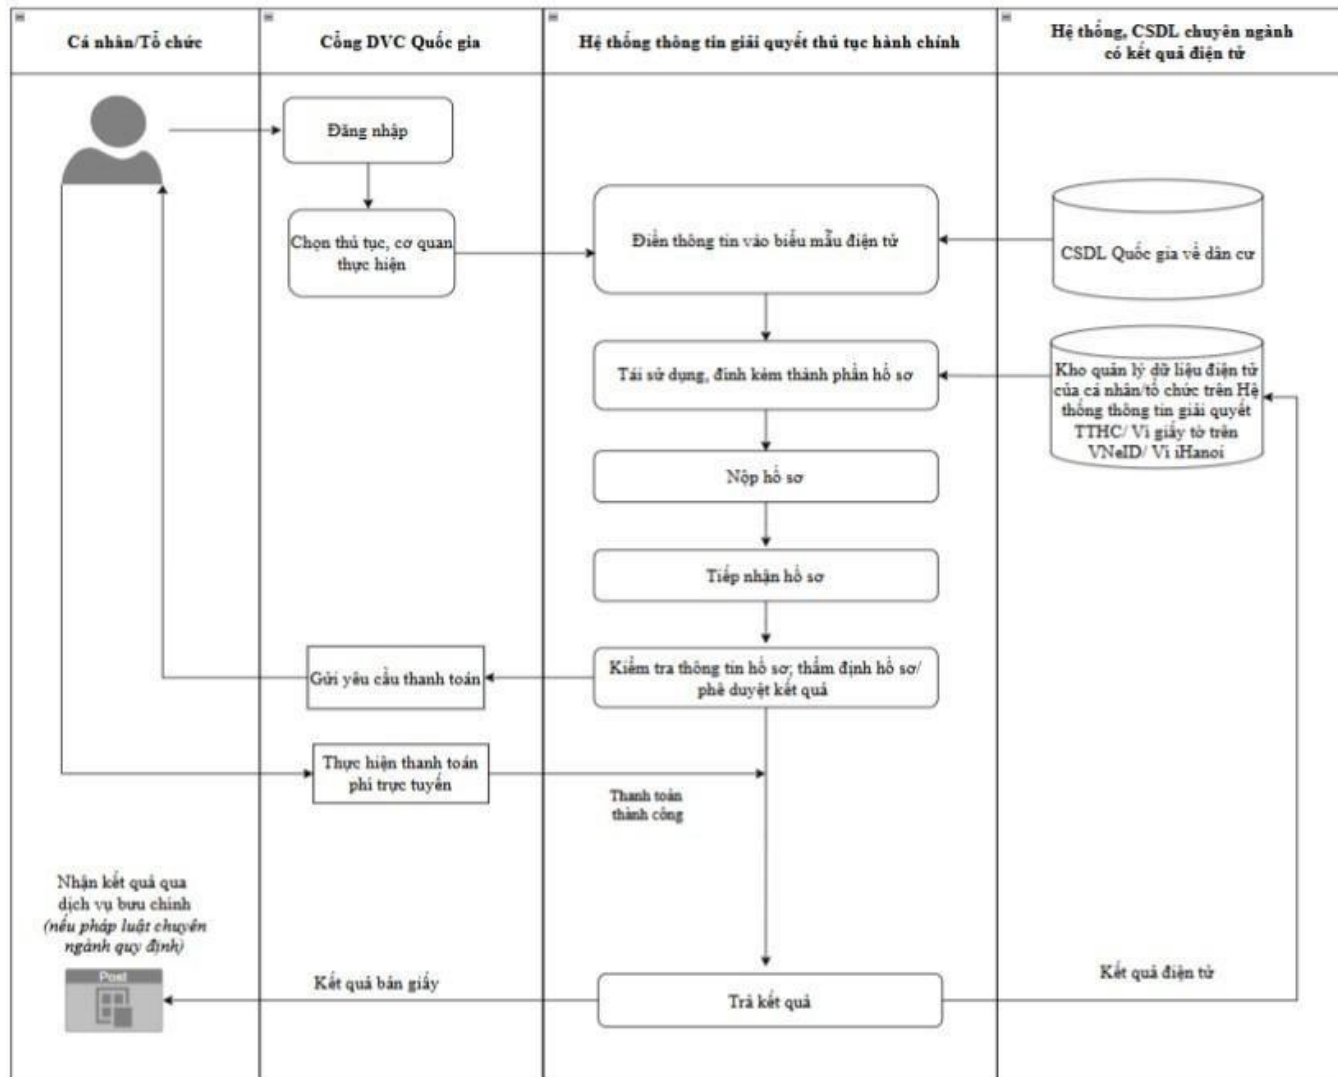 Cá nhân/Tổ chức
Cổng DVC Quốc gia
Hệ thống thông tin giải quyết thủ tục hành chính
Hệ thống, CSDL chuyên ngành
có kết quả điện tử
Đăng nhập
Chọn thủ tục, cơ quan
thực hiện
Điền thông tin vào biểu mẫu điện tử
CSDL Quốc gia về dân cư
Tái sử dụng, đính kèm thành phần hồ sơ
Kho quản lý dữ liệu điện tử
của cá nhân/tổ chức trên Hệ
thống thông tin giải quyết
TTHC/ Ví giấy tờ trên
VNeID/ Ví iHanoi
Nộp hồ sơ
Tiếp nhận hồ sơ
Gửi yêu cầu thanh toán
Kiểm tra thông tin hồ sơ; thẩm định hồ sơ/
phê duyệt kết quả
Thực hiện thanh toán
phí trực tuyến
Thanh toán
thành công
Nhận kết quả qua
dịch vụ bưu chính
(nếu pháp luật chuyên
ngành quy định)
Post
Kết quả bản giấy
Trả kết quả
Kết quả điện tử